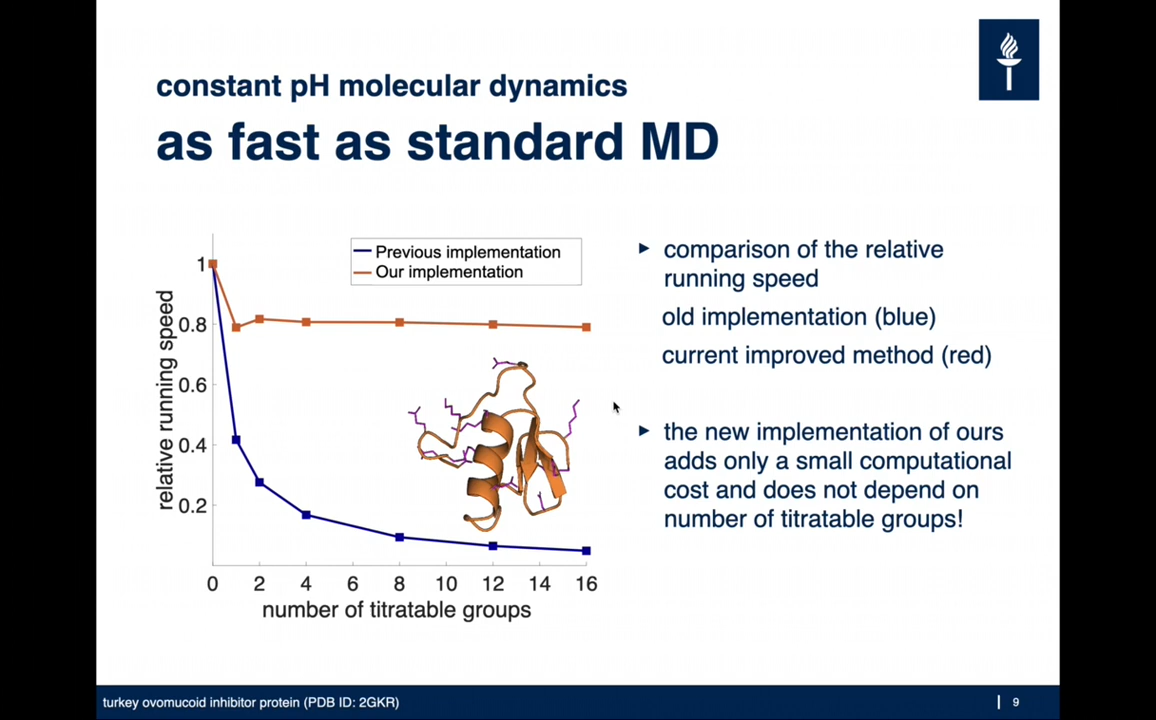 constant pH molecular dynamics
as fast as standard MD
Previous implementation
Our implementation
relative running speed
1
0.8
0.6
0.4
0.2
0 2 4 6 8 10 12 14 16
number of titratable groups
► comparison of the relative
running speed
old implementation (blue)
current improved method (red)
► the new implementation of ours
adds only a small computational
cost and does not depend on
number of titratable groups!
turkey ovomucoid inhibitor protein (PDB ID: 2GKR)
| 9